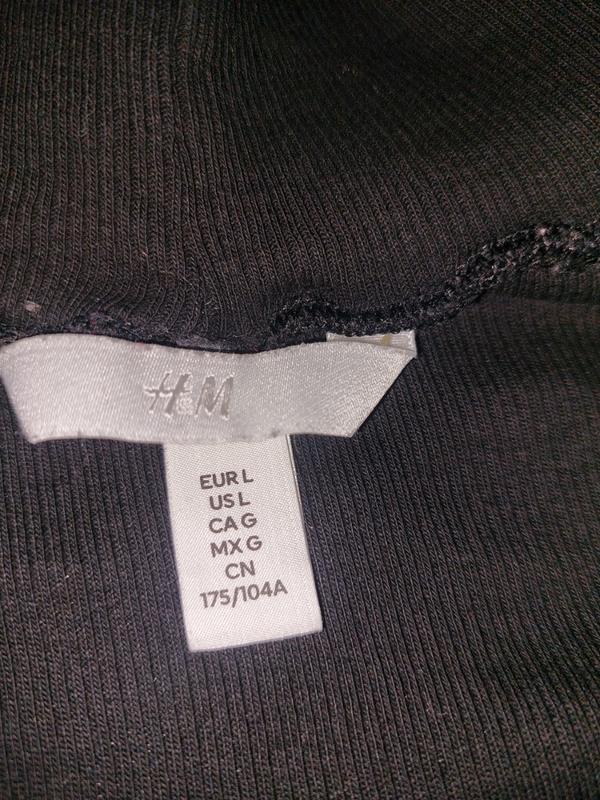 H&M
EUR L
US L
CA G
MX G
CN
175/104A